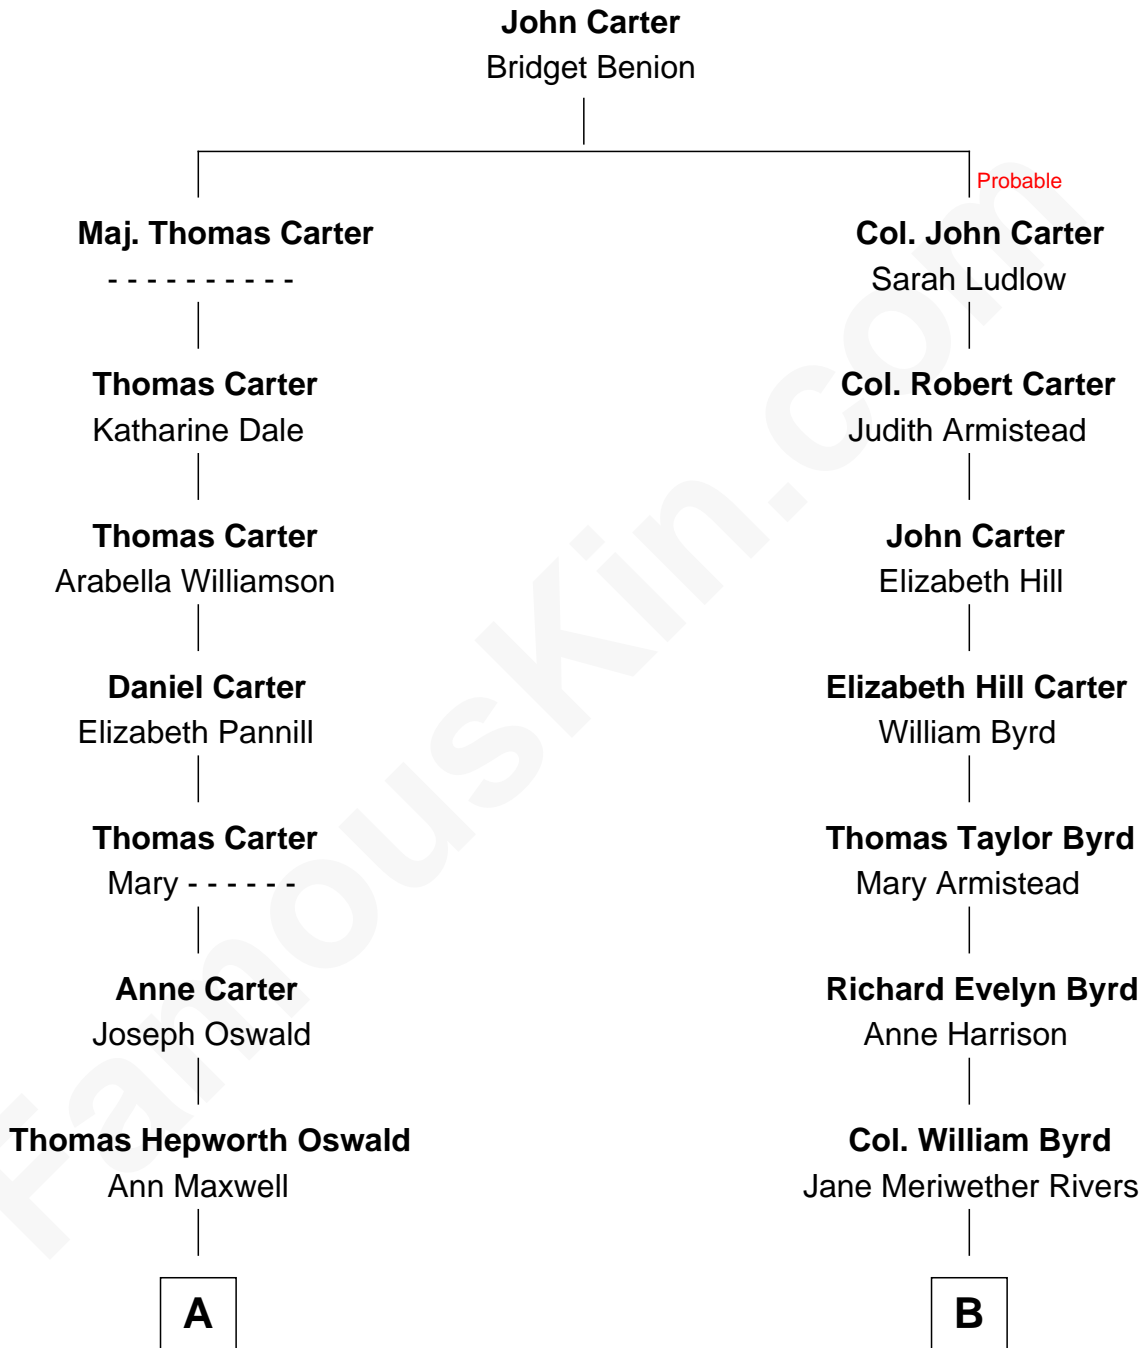 John Carter
Bridget Benion
Probable
Maj. Thomas Carter
- - - - - - - - - -
Col. John Carter
Sarah Ludlow
Thomas Carter
Katharine Dale
Col. Robert Carter
Judith Armistead
Thomas Carter
Arabella Williamson
John Carter
Elizabeth Hill
Daniel Carter
Elizabeth Pannill
Elizabeth Hill Carter
William Byrd
Thomas Carter
Mary - - - - - -
Thomas Taylor Byrd
Mary Armistead
Anne Carter
Joseph Oswald
Richard Evelyn Byrd
Anne Harrison
Thomas Hepworth Oswald
Ann Maxwell
Col. William Byrd
Jane Meriwether Rivers
A
B
FamousKin.com